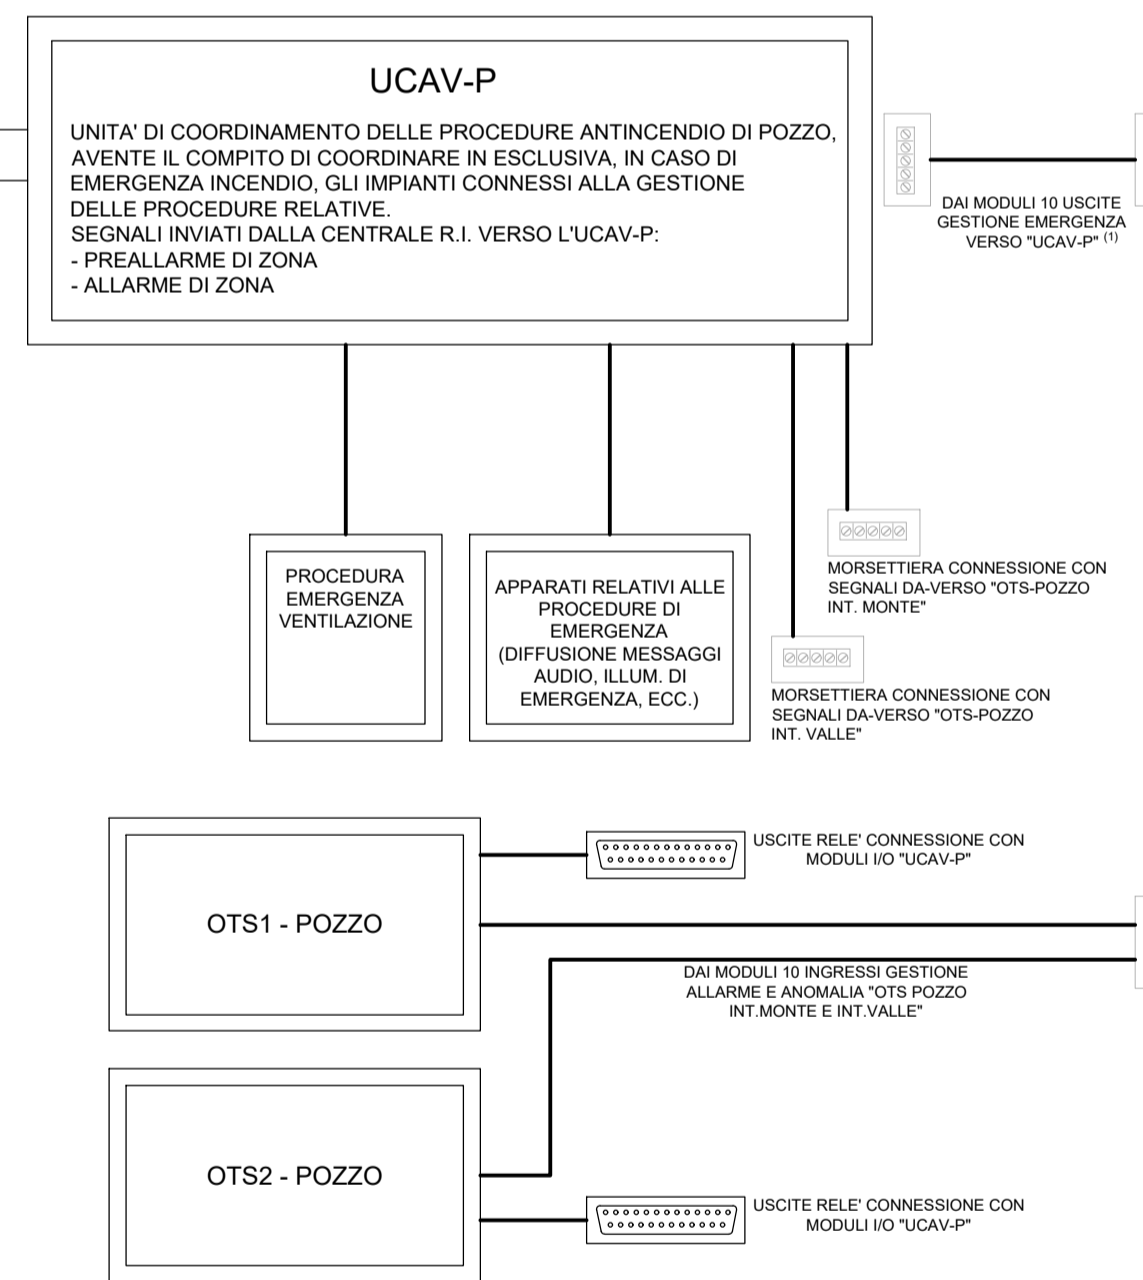 UCAV-P
UNITA' DI COORDINAMENTO DELLE PROCEDURE ANTINCENDIO DI POZZO,
AVENTE IL COMPITO DI COORDINARE IN ESCLUSIVA, IN CASO DI
EMERGENZA INCENDIO, GLI IMPIANTI CONNESSI ALLA GESTIONE
DELLE PROCEDURE RELATIVE.
SEGNALI INVIATI DALLA CENTRALE R.I. VERSO L'UCAV-P:
- PREALLARME DI ZONA
- ALLARME DI ZONA
DAI MODULI 10 USCITE
GESTIONE EMERGENZA
VERSO "UCAV-P" (1)
PROCEDURA
EMERGENZA
VENTILAZIONE
APPARATI RELATIVI ALLE
PROCEDURE DI
EMERGENZA
(DIFFUSIONE MESSAGGI
AUDIO, ILLUM. DI
EMERGENZA, ECC.)
MORSETTIERA CONNESSIONE CON
SEGNALI DA-VERSO "OTS-POZZO
INT. MONTE"
MORSETTIERA CONNESSIONE CON
SEGNALI DA-VERSO "OTS-POZZO
INT. VALLE"
USCITE RELE' CONNESSIONE CON
MODULI I/O "UCAV-P"
OTS1 - POZZO
DAI MODULI 10 INGRESSI GESTIONE
ALLARME E ANOMALIA "OTS POZZO
INT.MONTE E INT.VALLE"
OTS2 - POZZO
USCITE RELE' CONNESSIONE CON
MODULI I/O "UCAV-P"